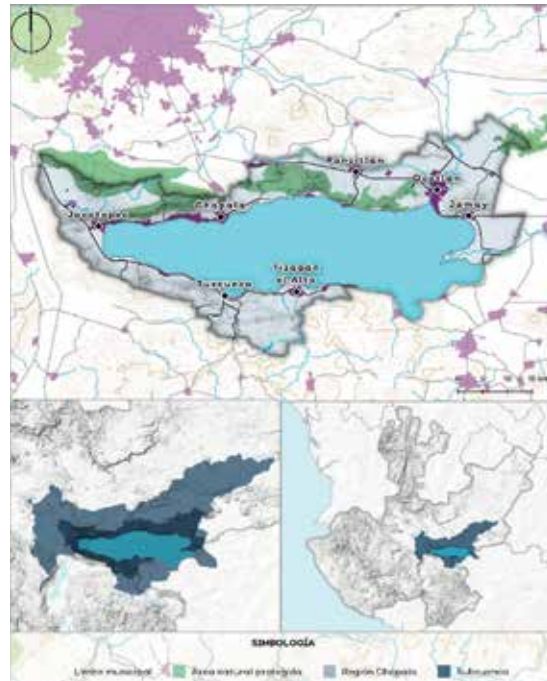 Poncitlán
Ocotlán
Jamay
Chapala
Jocotepec
Tuxcueca
Tizapán
el Alto
SIMBOLOGÍA
Límite municipal Área natural protegida Región Chapala Subcuenca